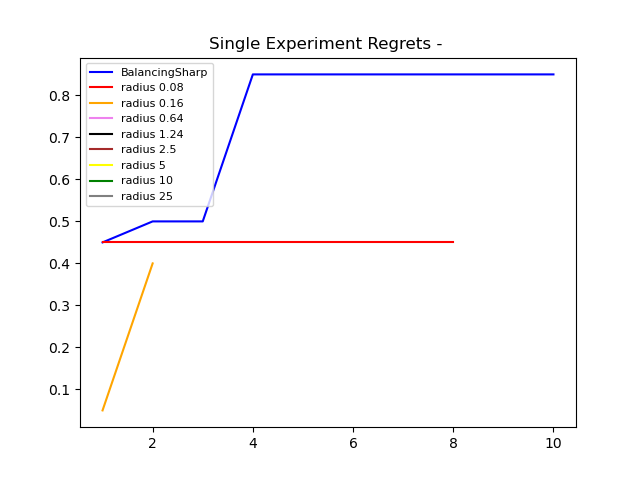 Single Experiment Regrets -
BalancingSharp
radius 0.08
radius 0.16
radius 0.64
radius 1.24
radius 2.5
radius 5
radius 10
radius 25
0.8
0.7
0.6
0.5
0.4
0.3
0.2
0.1
2 4 6 8 10